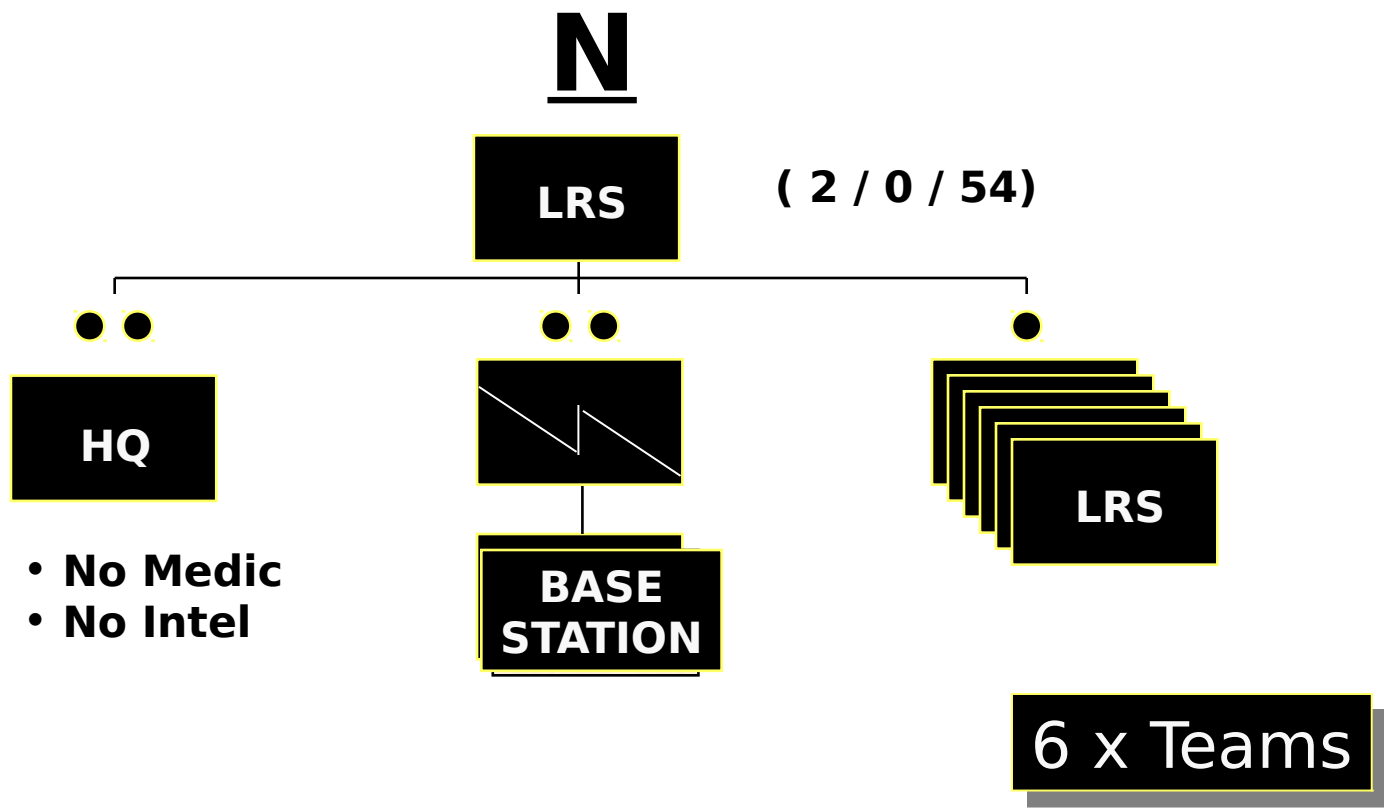 N
LRS
( 2 / 0 / 54)
HQ
• No Medic
• No Intel
BASE
STATION
LRS
6 x Teams